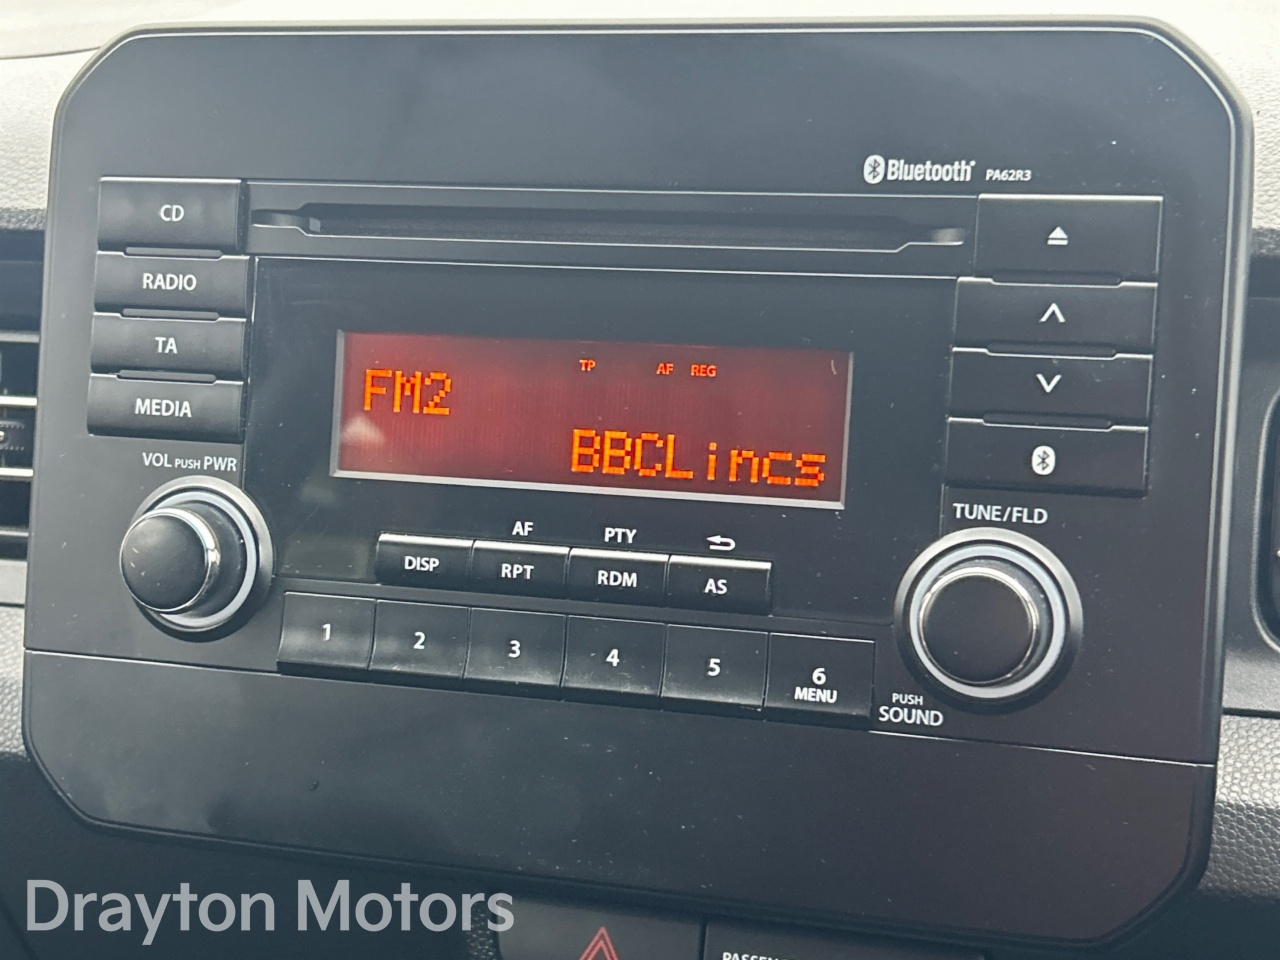 Bluetooth PA62R3
CD
RADIO
TA
MEDIA
TP AF REG
FM2
BBCLincs
VOL PUSH PWR
TUNE/FLD
AF PTY
DISP RPT RDM AS
1 2 3 4 5 6
MENU
PUSH
SOUND
Drayton Motors